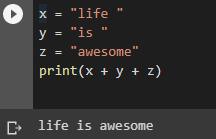 x = "life "
y = "is "
z = "awesome"
print(x + y + z)
life is awesome